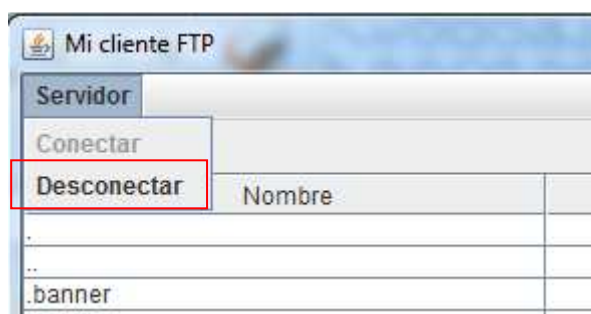 Mi cliente FTP
Servidor
Conectar
Desconectar
Nombre
.
..
.banner